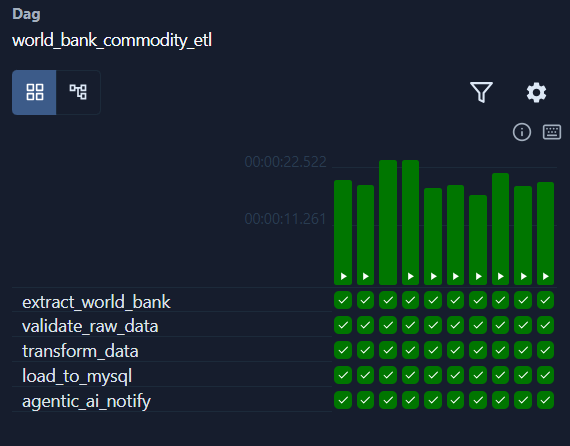 Dag
world_bank_commodity_etl
00:00:22.522
00:00:11.261
extract_world_bank
validate_raw_data
transform_data
load_to_mysql
agentic_ai_notify